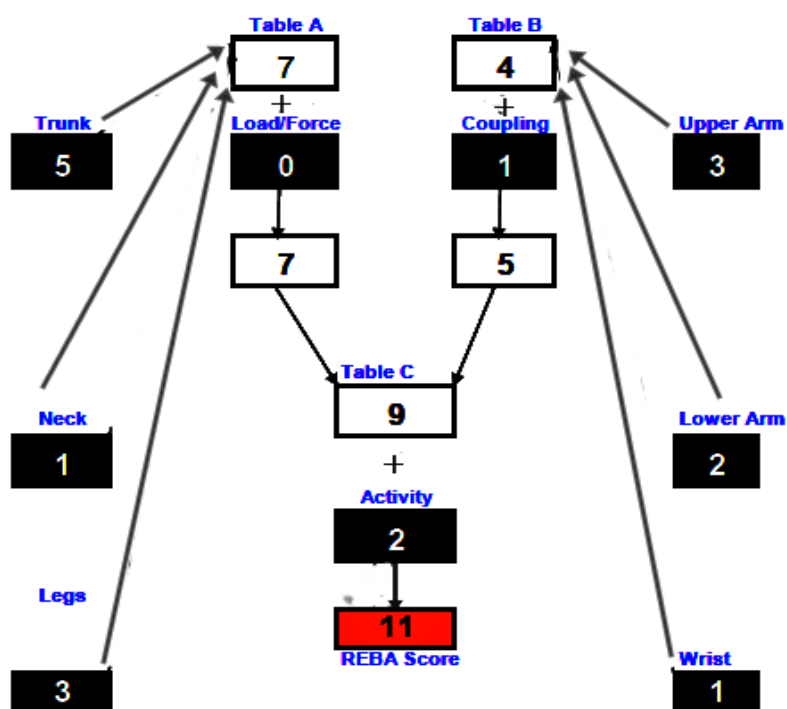 Table A
Table B
7
4
+
+
Trunk
Load/Force
Coupling
Upper Arm
5
0
1
3
7
5
Table C
9
Neck
Lower Arm
1
2
+
Activity
2
Legs
11
REBA Score
Wrist
3
1